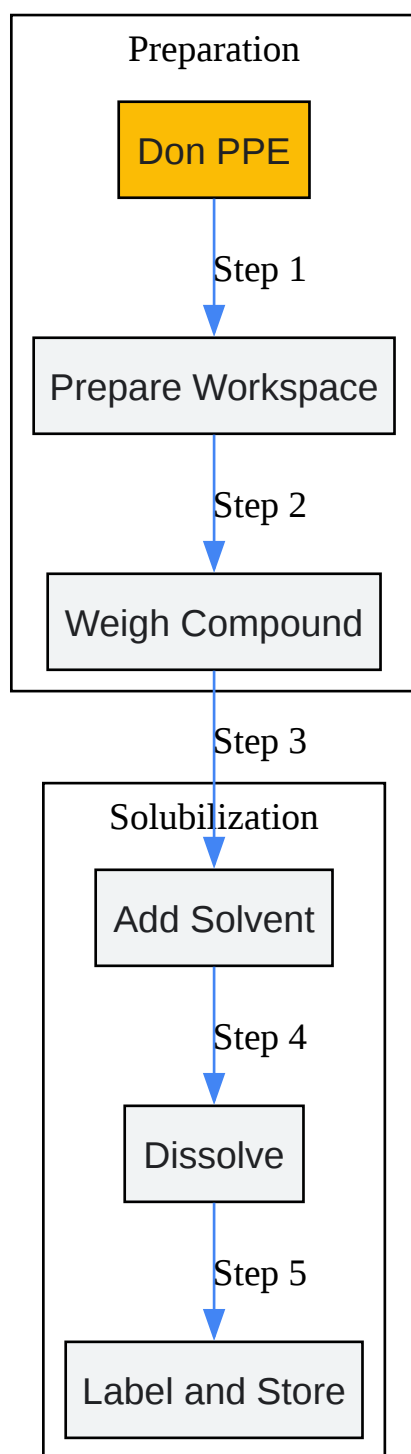 Preparation
Don PPE
Step 1
Prepare Workspace
Step 2
Weigh Compound
Step 3
Solubilization
Add Solvent
Step 4
Dissolve
Step 5
Label and Store